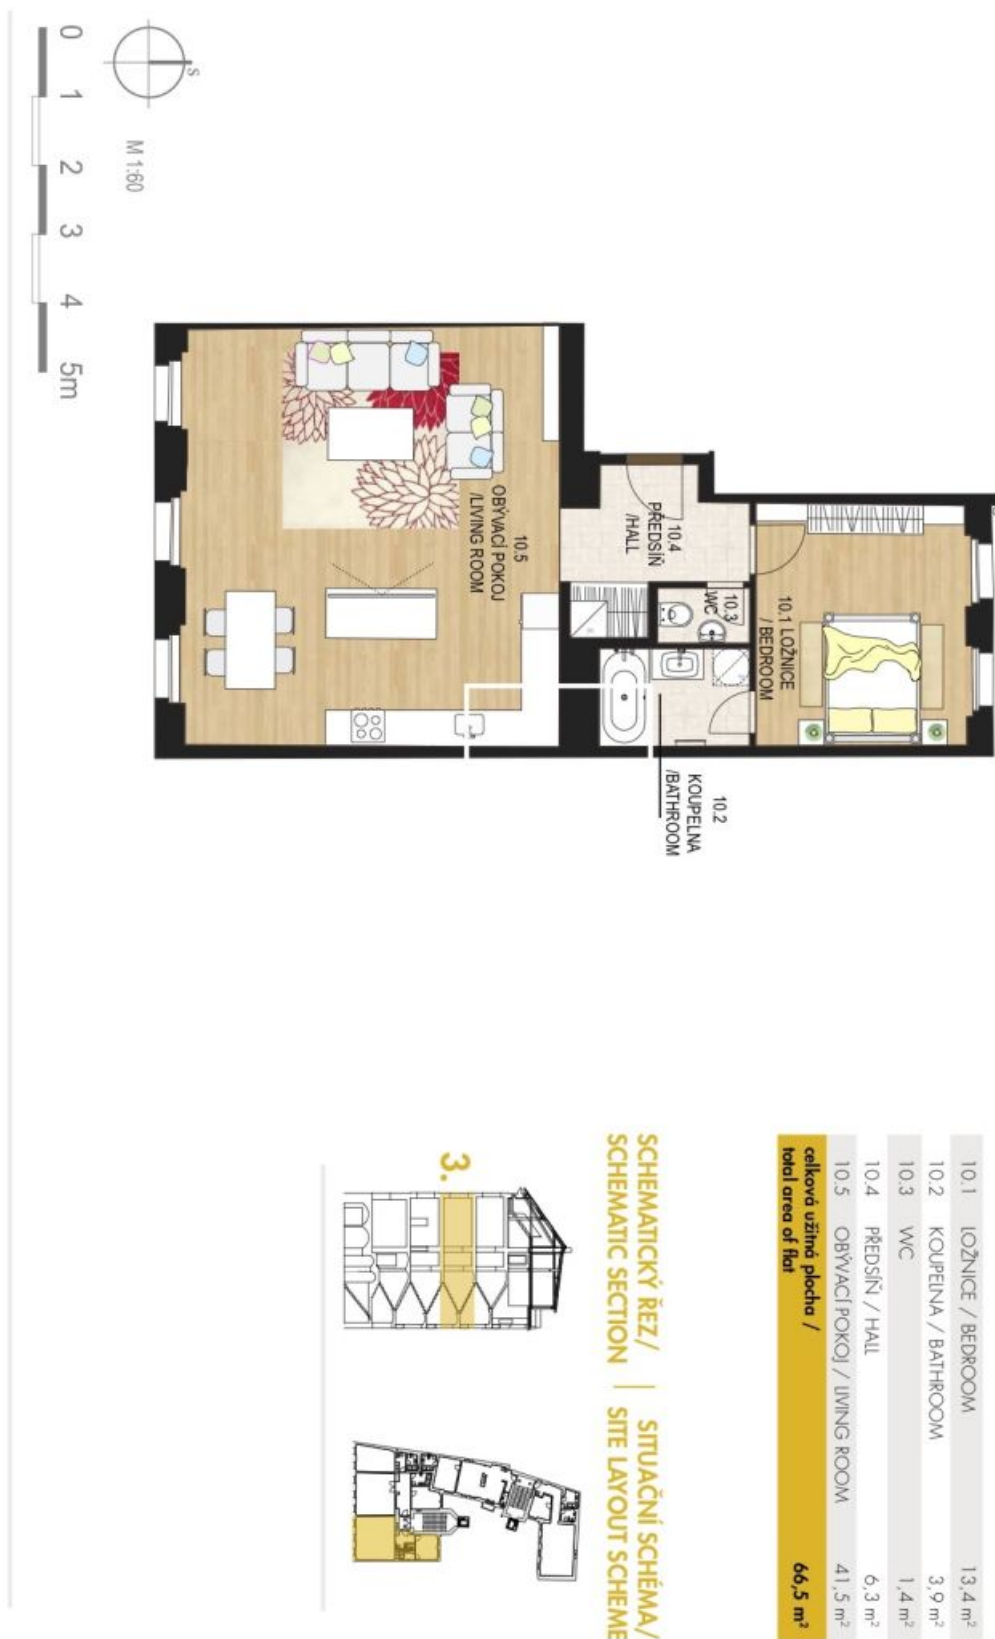 10.1 LOŽNICE / BEDROOM 13,4 m²
10.2 KOUPELNA / BATHROOM 3,9 m²
10.3 WC 1,4 m²
10.4 PŘEDSÍŇ / HALL 6,3 m²
10.5 OBÝVACÍ POKOJ / LIVING ROOM 41,5 m²
celková užitná plocha /
total area of flat 66,5 m²
10.1 LOŽNICE
/ BEDROOM
10.2
KOUPELNA
/BATHROOM
10.3
WC
10.4
PŘEDSÍŇ
/HALL
10.5
OBÝVACÍ POKOJ
/LIVING ROOM
SCHEMATICKÝ ŘEZ/
SCHEMATIC SECTION
SITUAČNÍ SCHÉMA/
SITE LAYOUT SCHEME
3.
S
M 1:60
0 1 2 3 4 5m